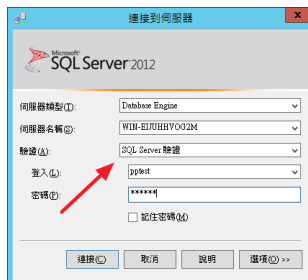 連接到伺服器
x
Microsoft®
SQL Server 2012
伺服器類型(T):
Database Engine
伺服器名稱(S):
WIN-EIJUHHVOG2M
驗證(A):
SQL Server 驗證
登入(L):
pptest
密碼(P):
******
記住密碼(M)
連接(C)
取消
說明
選項(O) >>